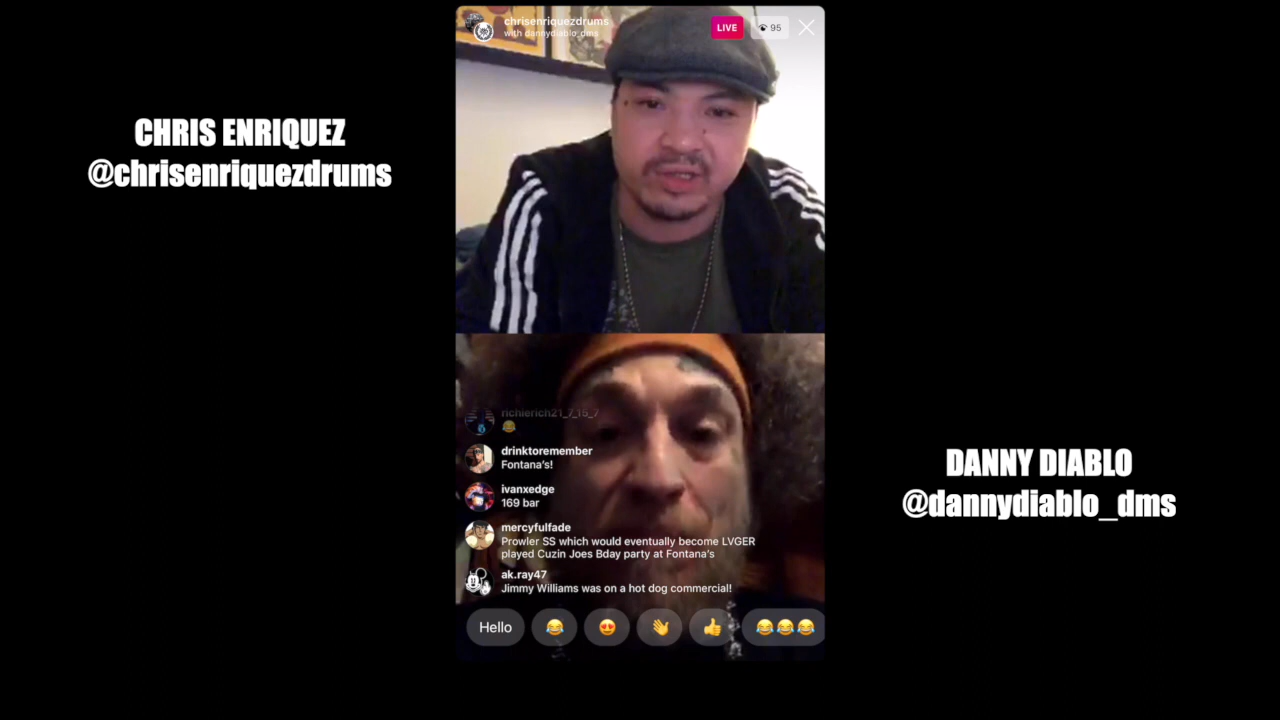 chrisenriquezdrums
with dannydiablo_dms
LIVE
95
CHRIS ENRIQUEZ
@chrisenriquezdrums
richierich21_7_15_7
😂
drinktoremember
Fontana's!
ivanxedge
169 bar
mercyfulfade
Prowler SS which would eventually become LVGER
played Cuzin Joes Bday party at Fontana's
ak.ray47
Jimmy Williams was on a hot dog commercial!
Hello 😂 😍 👋 👍 😂😂😂
DANNY DIABLO
@dannydiablo_dms